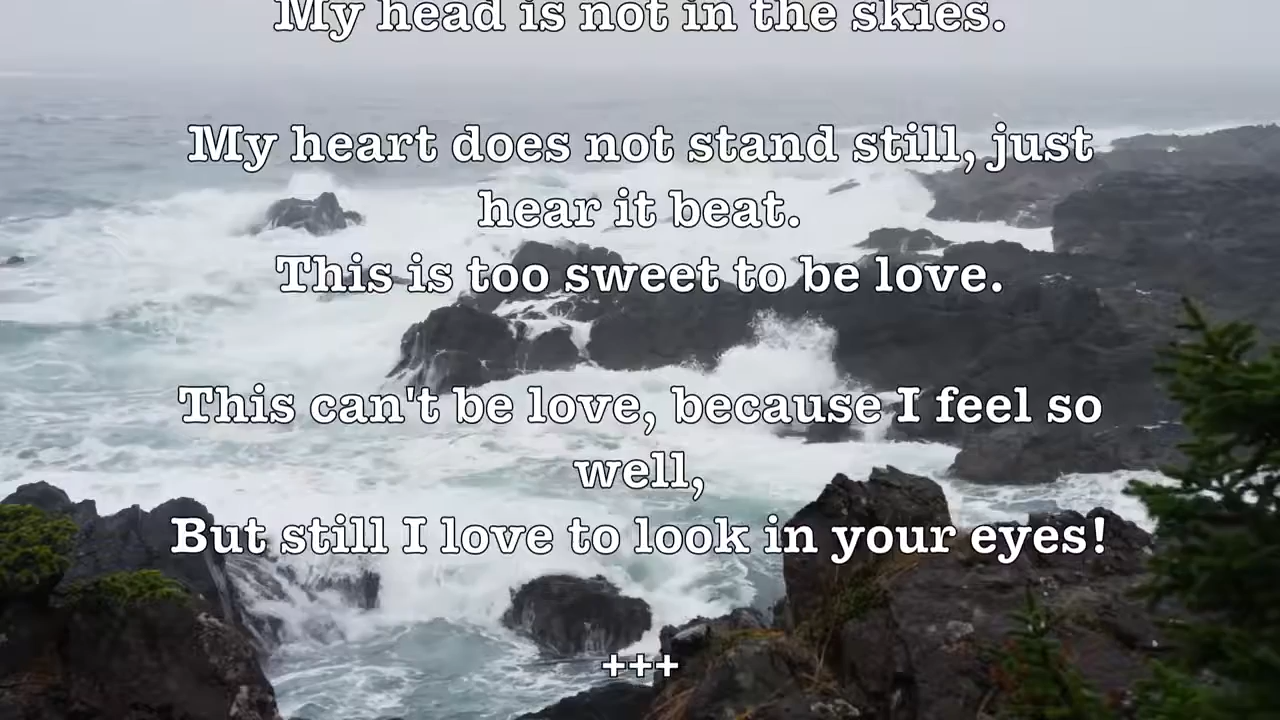 My head is not in the skies.
My heart does not stand still, just
hear it beat.
This is too sweet to be love.
This can't be love, because I feel so
well,
But still I love to look in your eyes!
+++